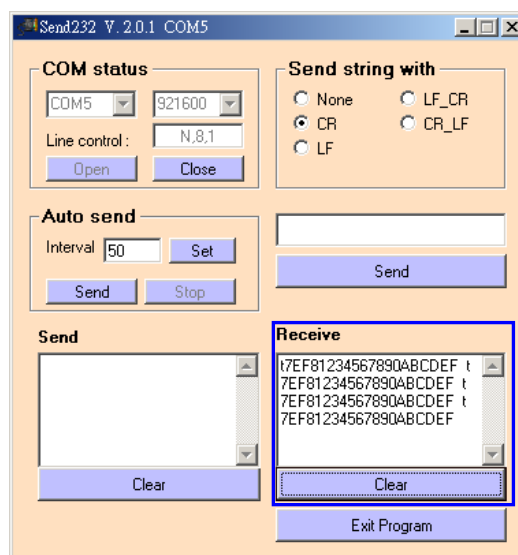 Send232 V. 2.0.1 COM5
COM status
COM5
921600
Line control :
N,8,1
Open
Close
Send string with
None
LF_CR
CR
CR_LF
LF
Auto send
Interval
50
Set
Send
Stop
Send
Send
Clear
Receive
t7EF81234567890ABCDEF t
7EF81234567890ABCDEF t
7EF81234567890ABCDEF t
7EF81234567890ABCDEF
Clear
Exit Program